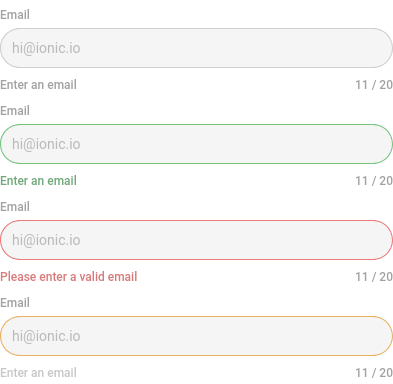 Email
hi@ionic.io
Enter an email 11 / 20
Email
hi@ionic.io
Enter an email 11 / 20
Email
hi@ionic.io
Please enter a valid email 11 / 20
Email
hi@ionic.io
Enter an email 11 / 20